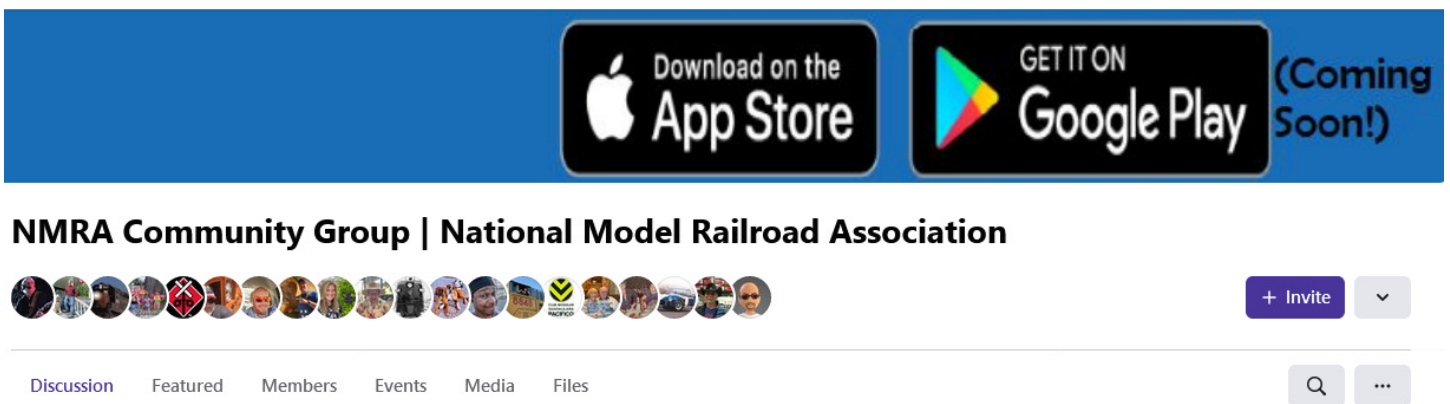 Download on the
App Store
GET IT ON
Google Play
(Coming
Soon!)
NMRA Community Group | National Model Railroad Association
PACIFICO
+ Invite
Discussion Featured Members Events Media Files